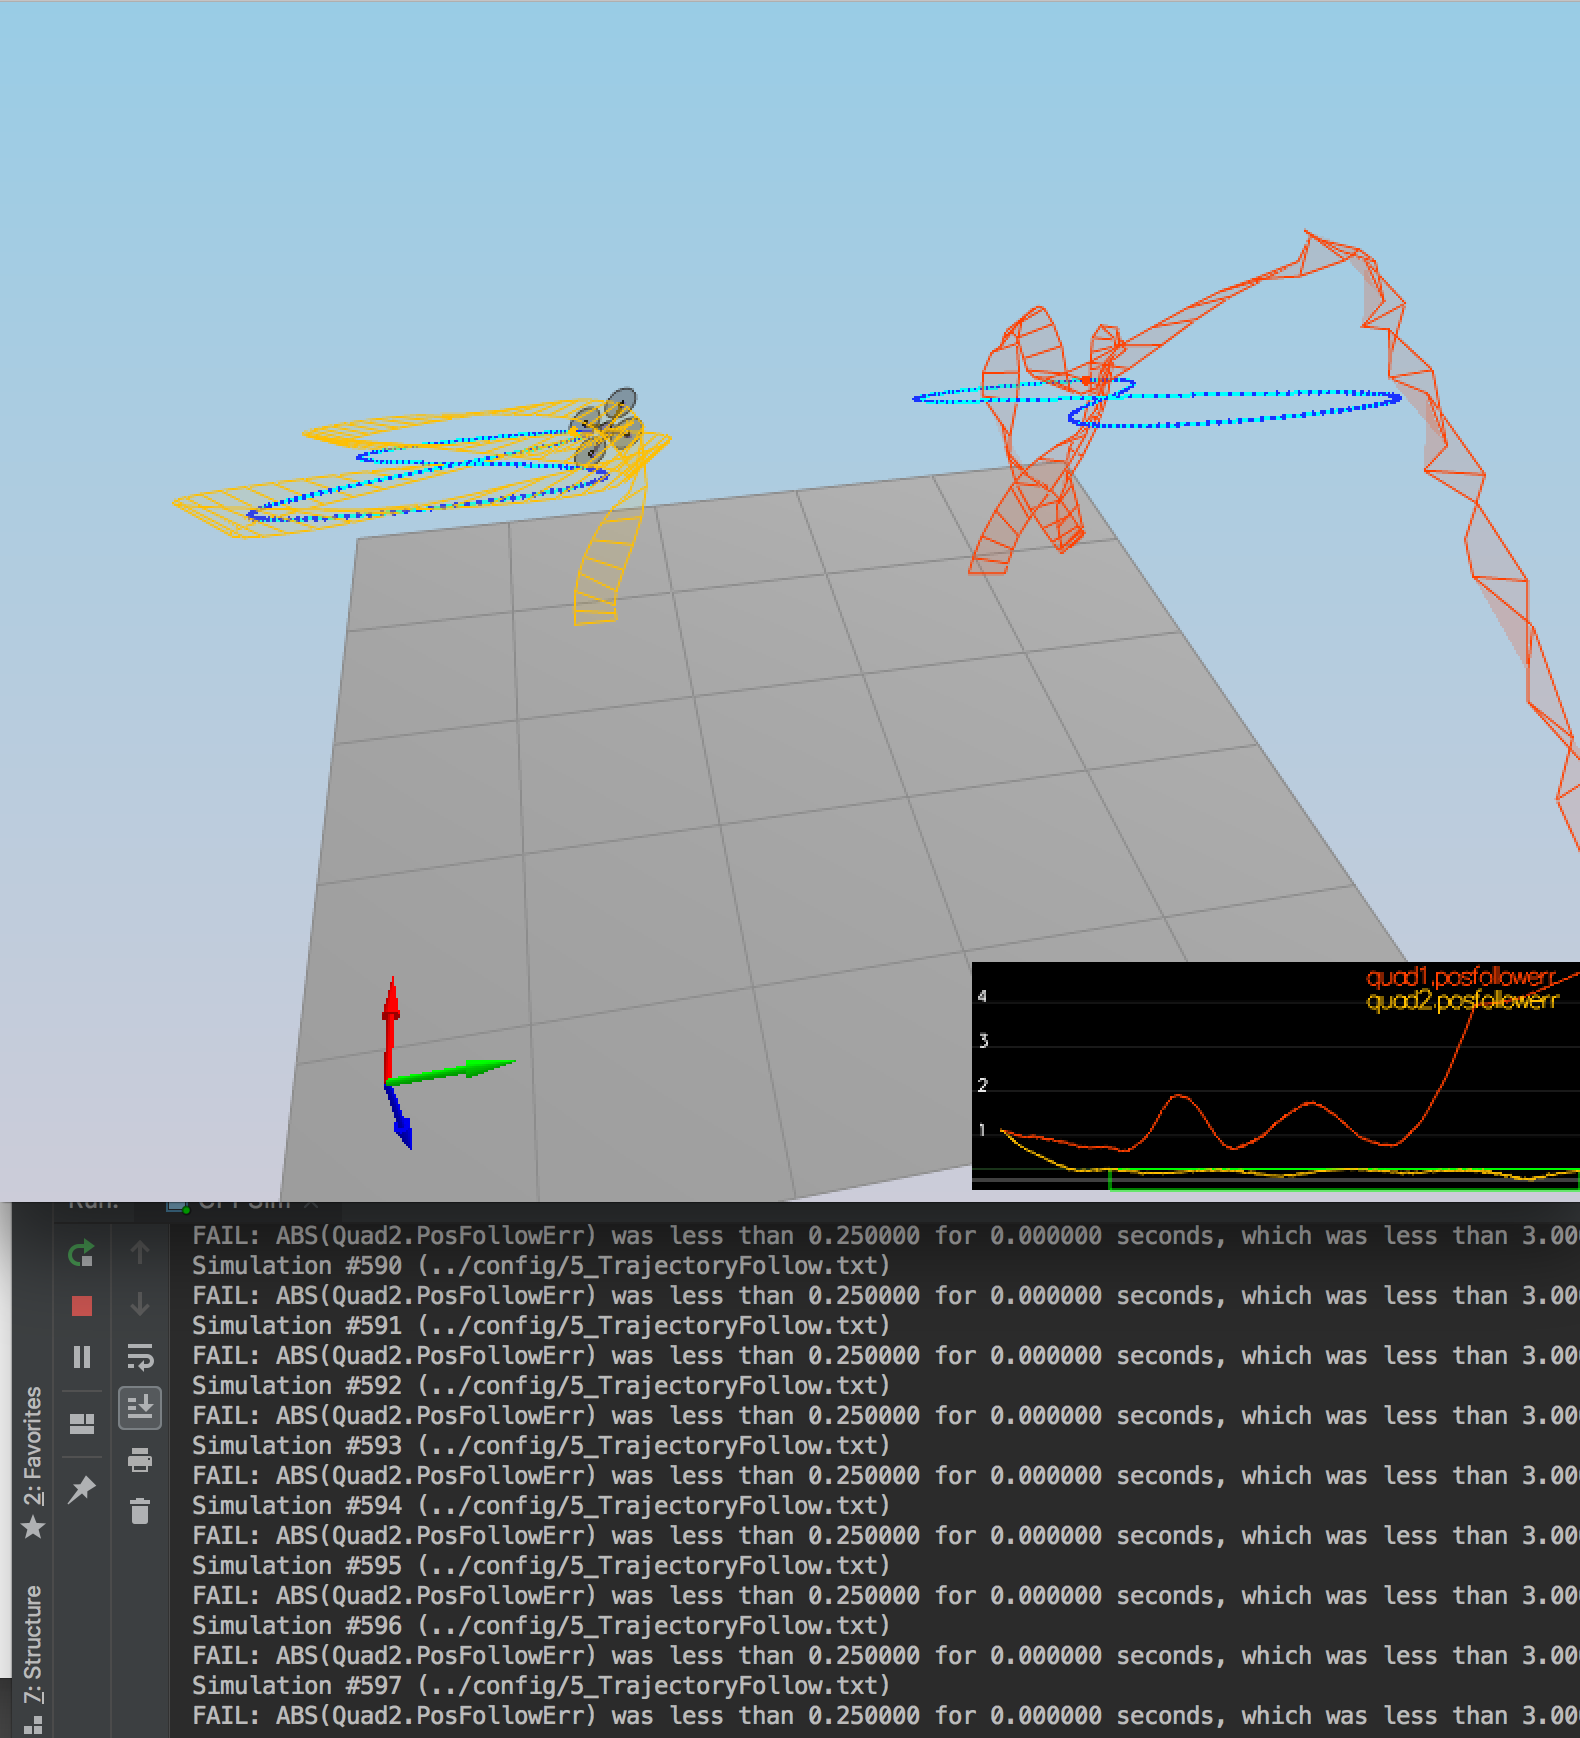 quad1.posfollowerr
quad2.posfollowerr
4
3
2
1
Run:
FAIL: ABS(Quad2.PosFollowErr) was less than 0.250000 for 0.000000 seconds, which was less than 3.00
Simulation #590 (../config/5_TrajectoryFollow.txt)
FAIL: ABS(Quad2.PosFollowErr) was less than 0.250000 for 0.000000 seconds, which was less than 3.00
Simulation #591 (../config/5_TrajectoryFollow.txt)
FAIL: ABS(Quad2.PosFollowErr) was less than 0.250000 for 0.000000 seconds, which was less than 3.00
Simulation #592 (../config/5_TrajectoryFollow.txt)
FAIL: ABS(Quad2.PosFollowErr) was less than 0.250000 for 0.000000 seconds, which was less than 3.00
Simulation #593 (../config/5_TrajectoryFollow.txt)
FAIL: ABS(Quad2.PosFollowErr) was less than 0.250000 for 0.000000 seconds, which was less than 3.00
Simulation #594 (../config/5_TrajectoryFollow.txt)
FAIL: ABS(Quad2.PosFollowErr) was less than 0.250000 for 0.000000 seconds, which was less than 3.00
Simulation #595 (../config/5_TrajectoryFollow.txt)
FAIL: ABS(Quad2.PosFollowErr) was less than 0.250000 for 0.000000 seconds, which was less than 3.00
Simulation #596 (../config/5_TrajectoryFollow.txt)
FAIL: ABS(Quad2.PosFollowErr) was less than 0.250000 for 0.000000 seconds, which was less than 3.00
Simulation #597 (../config/5_TrajectoryFollow.txt)
FAIL: ABS(Quad2.PosFollowErr) was less than 0.250000 for 0.000000 seconds, which was less than 3.00
2: Favorites
7: Structure